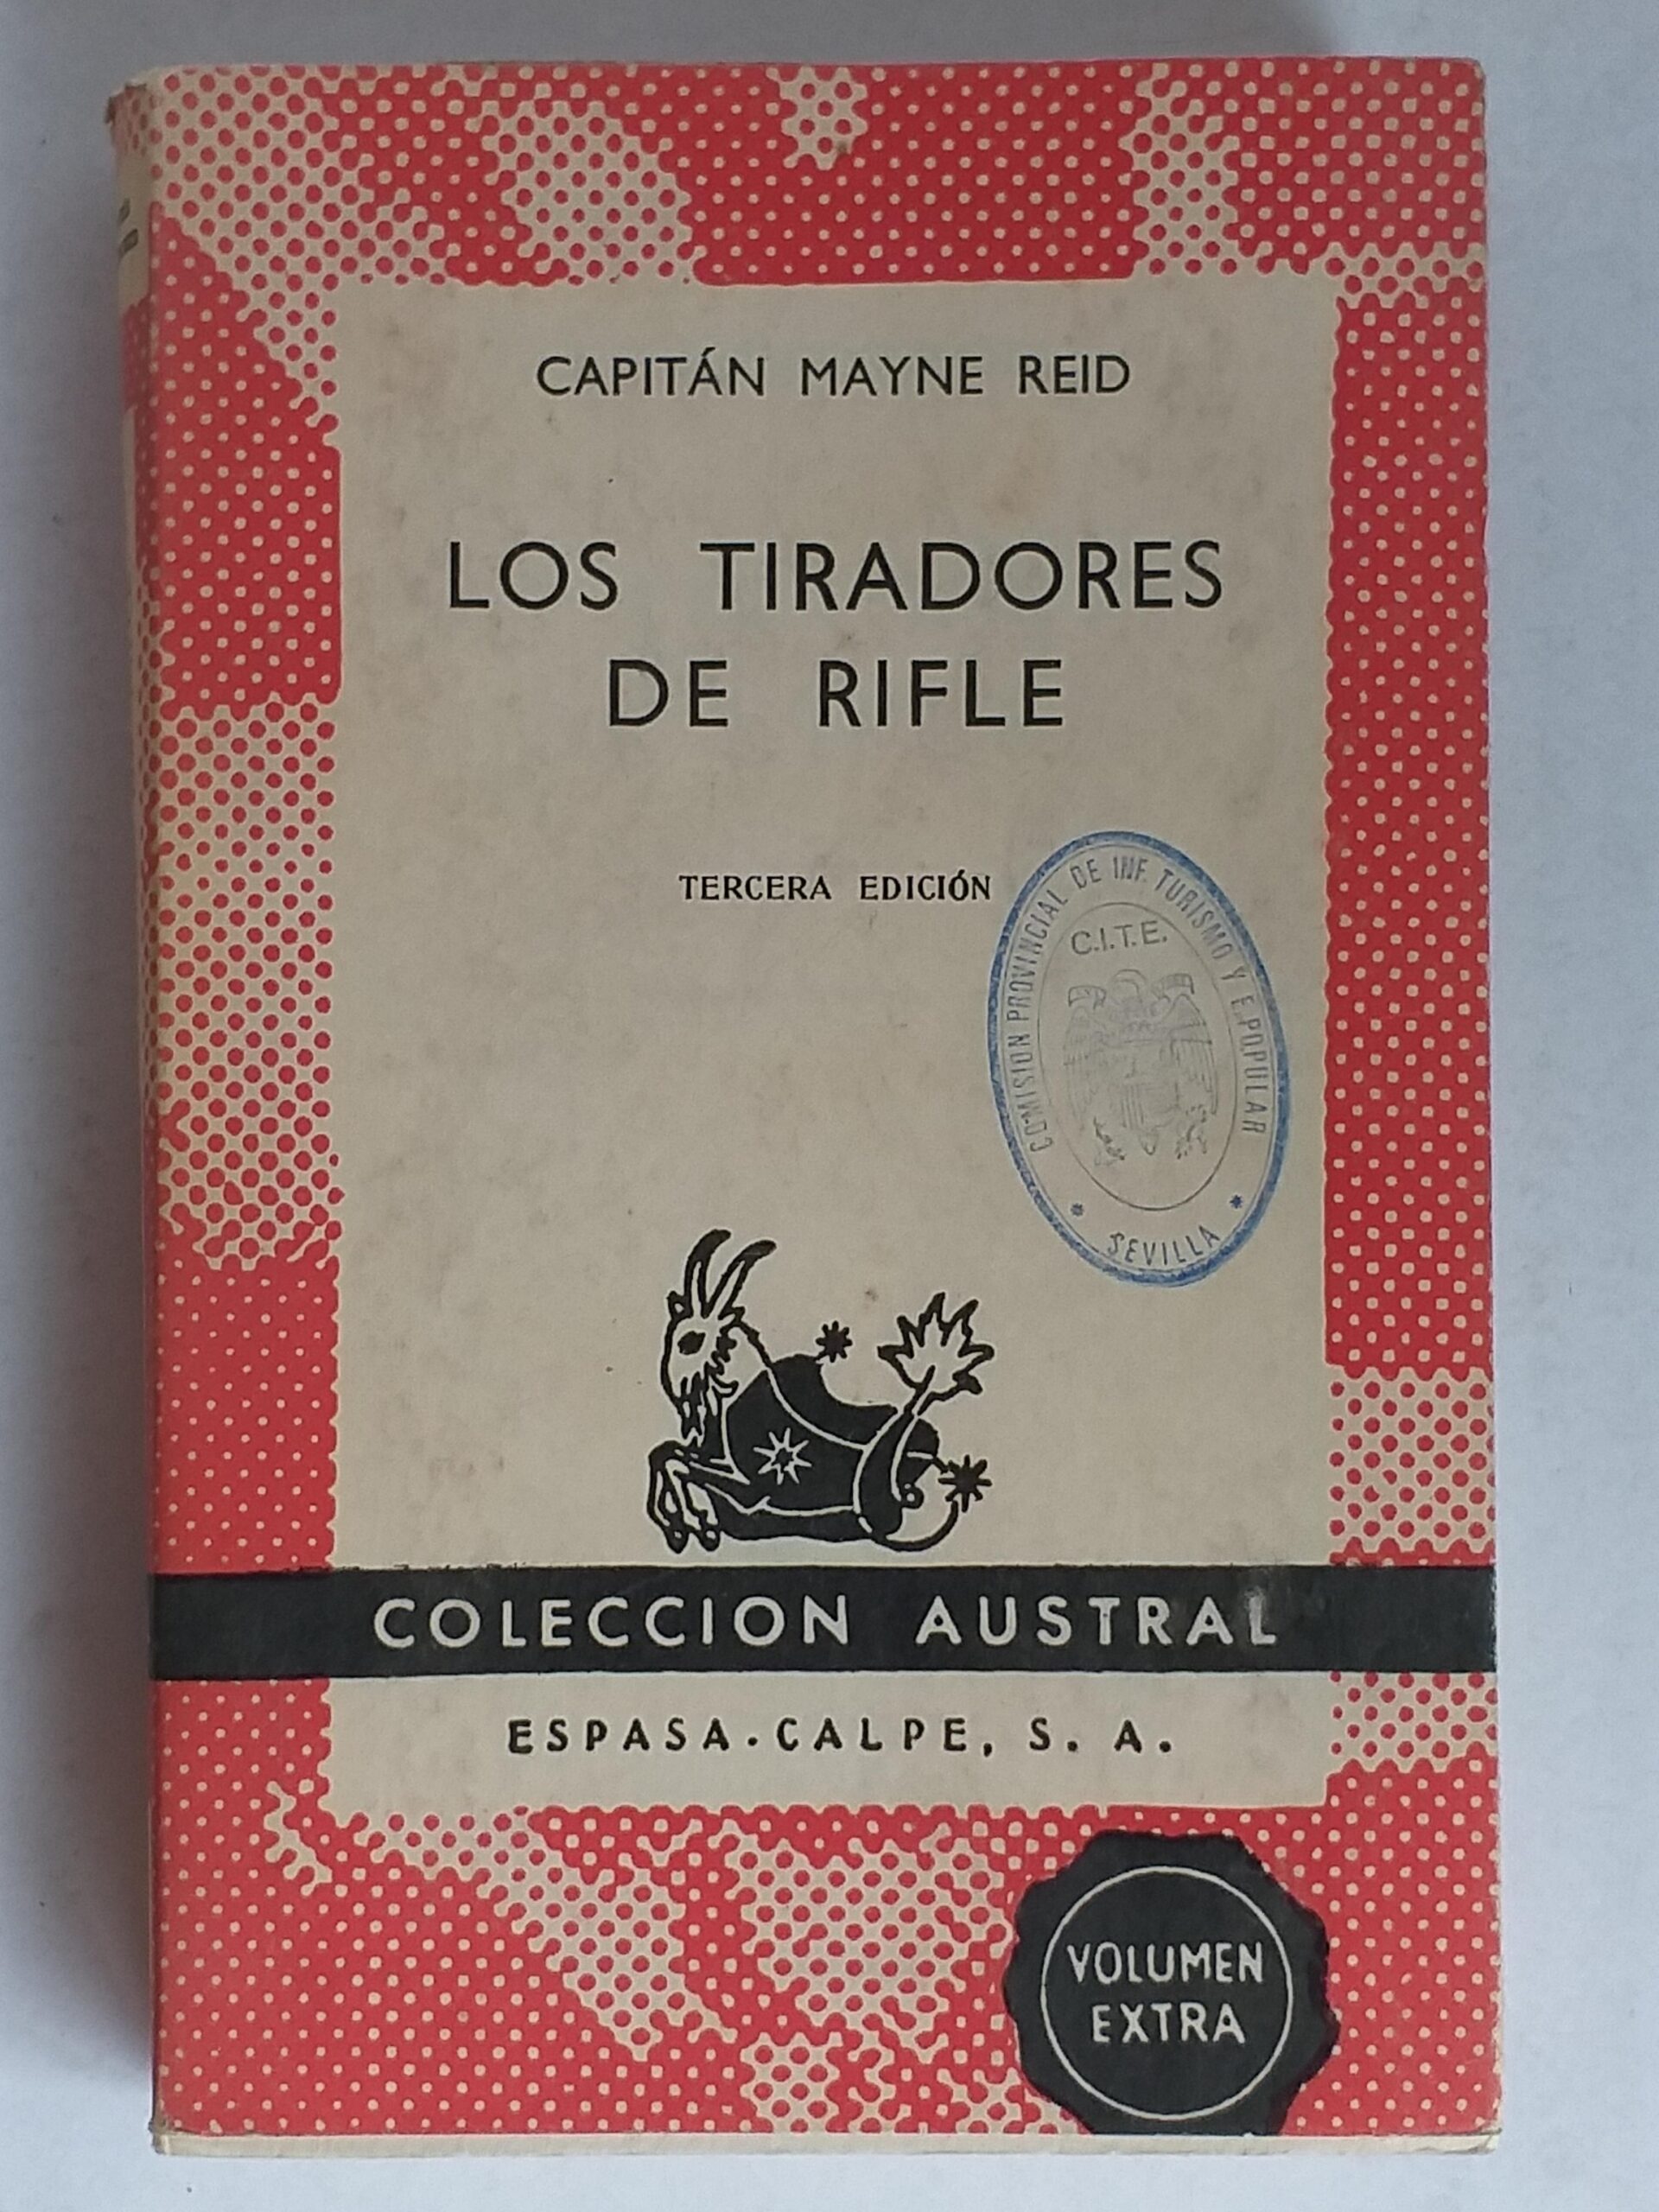 CAPITÁN MAYNE REID
LOS TIRADORES
DE RIFLE
TERCERA EDICIÓN
COMISION PROVINCIAL DE INF. TURISMO Y E.POPULAR
C.I.T.E.
* SEVILLA *
COLECCION AUSTRAL
ESPASA-CALPE, S. A.
VOLUMEN
EXTRA